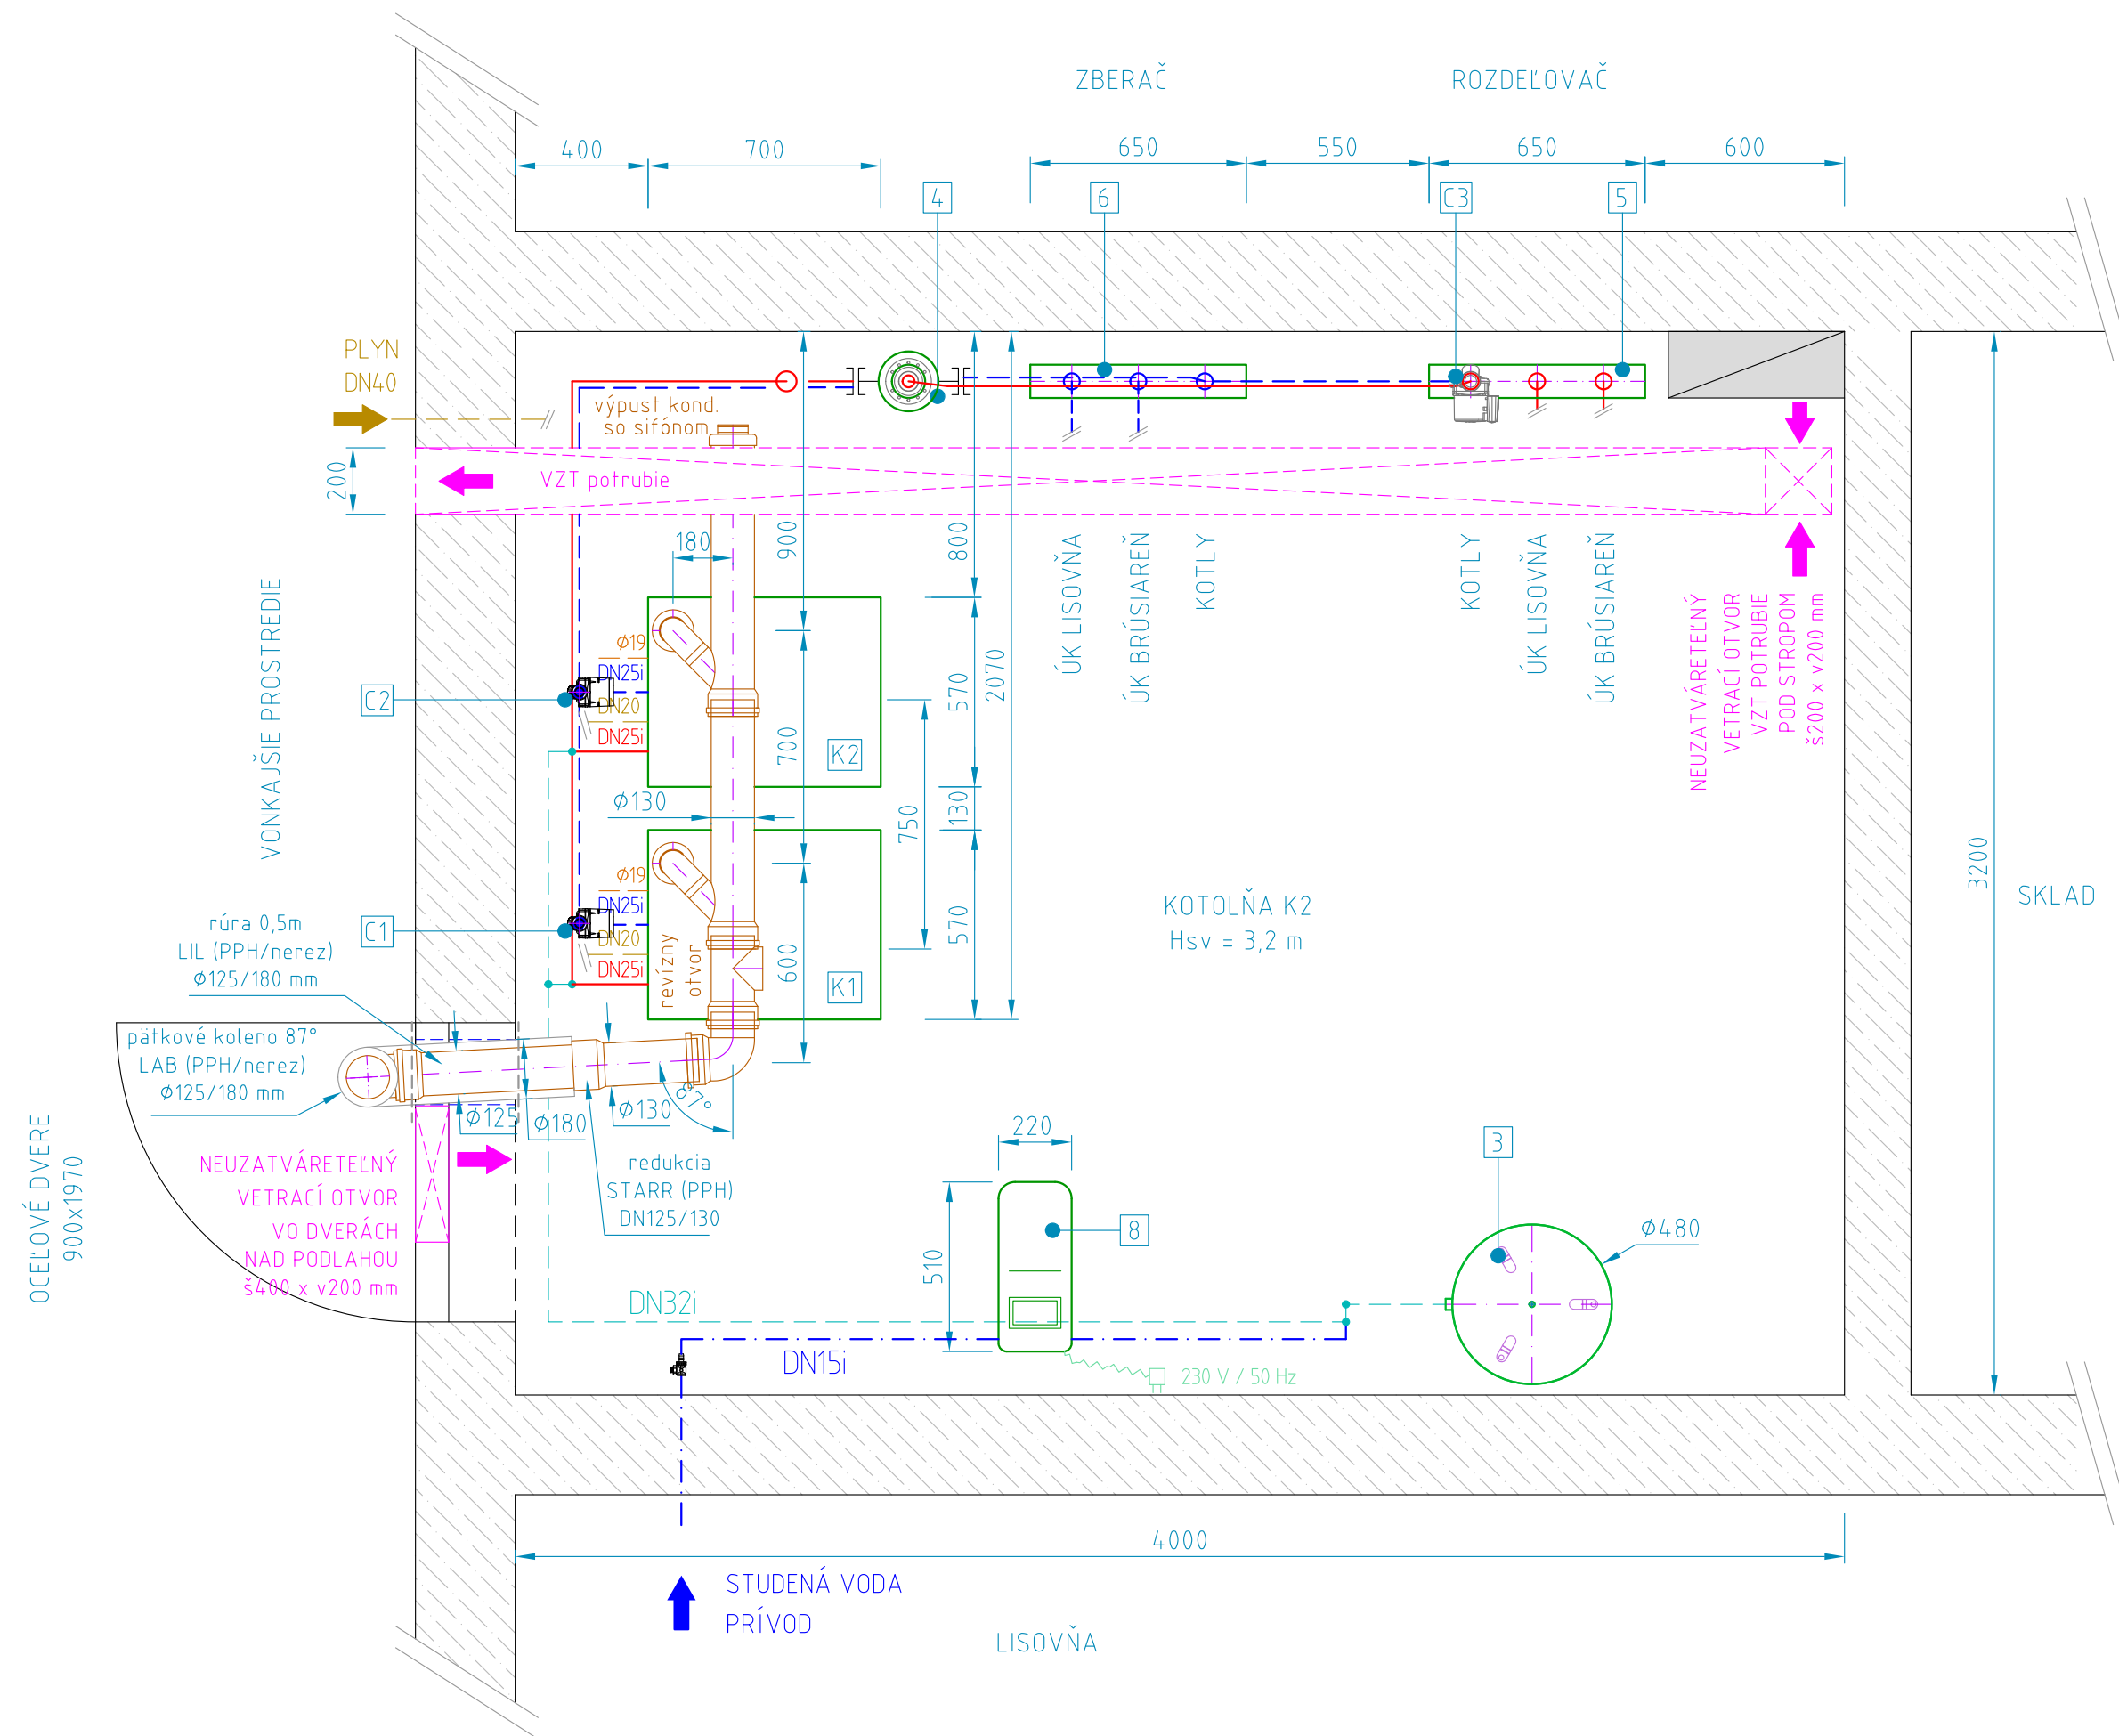 ZBERAČ
ROZDEĽOVAČ
400
700
650
550
650
600
4
6
C3
5
PLYN
DN40
výpust kond.
so sifónom
200
VZT potrubie
180
900
800
2070
ÚK LISOVŇA
ÚK BRÚSIAREŇ
KOTLY
KOTLY
ÚK LISOVŇA
ÚK BRÚSIAREŇ
NEUZATVÁRETEĽNÝ
VETRACÍ OTVOR
VZT POTRUBIE
POD STROPOM
š200 x v200 mm
VONKAJŠIE PROSTREDIE
ϕ19
DN25i
DN20
DN25i
C2
K2
700
570
ϕ130
750
130
3200
SKLAD
KOTOLŇA K2
Hsv = 3,2 m
ϕ19
DN25i
DN20
DN25i
C1
revízny
otvor
K1
600
570
rúra 0,5m
LIL (PPH/nerez)
ϕ125/180 mm
pätkové koleno 87°
LAB (PPH/nerez)
ϕ125/180 mm
ϕ125
ϕ180
ϕ130
87°
OCEĽOVÉ DVERE
900x1970
NEUZATVÁRETEĽNÝ
VETRACÍ OTVOR
VO DVERÁCH
NAD PODLAHOU
š400 x v200 mm
redukcia
STARR (PPH)
DN125/130
220
510
8
3
ϕ480
DN32i
DN15i
230 V / 50 Hz
4000
STUDENÁ VODA
PRÍVOD
LISOVŇA